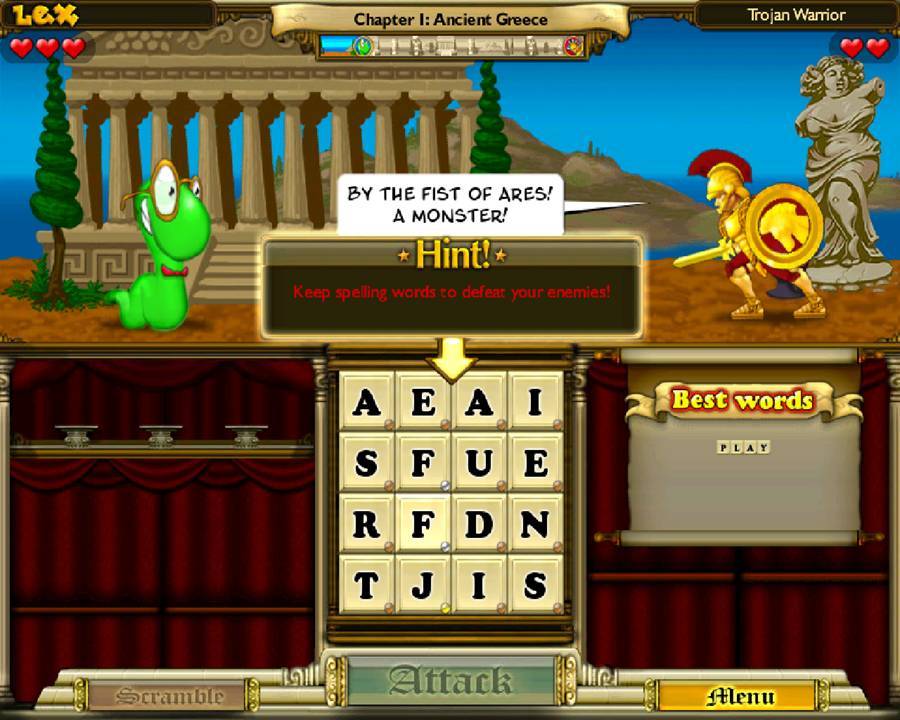 Lex
Chapter 1: Ancient Greece
Trojan Warrior
BY THE FIST OF ARES!
A MONSTER!
Hint!
Keep spelling words to defeat your enemies!
A E A I
S F U E
R F D N
T J I S
Best words
PLAY
Scramble
Attack
Menu